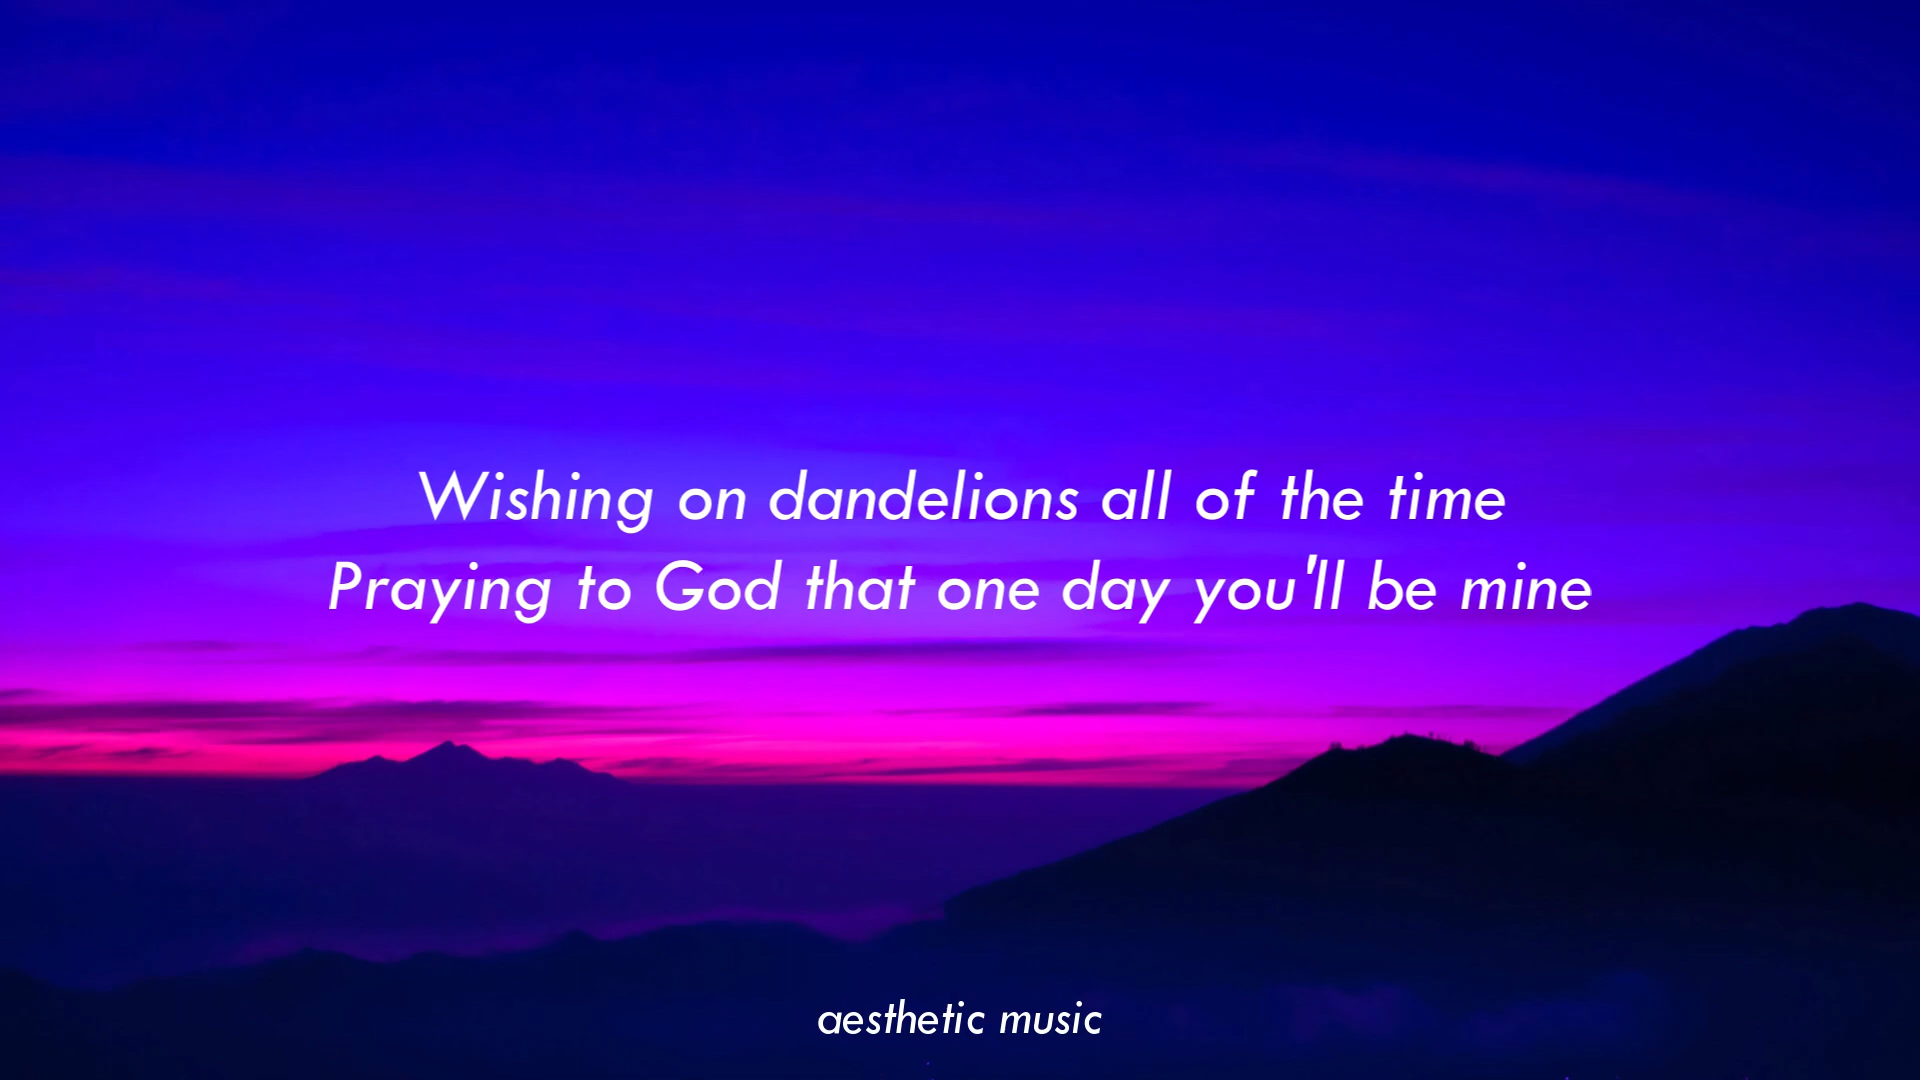 Wishing on dandelions all of the time
Praying to God that one day you'll be mine
aesthetic music